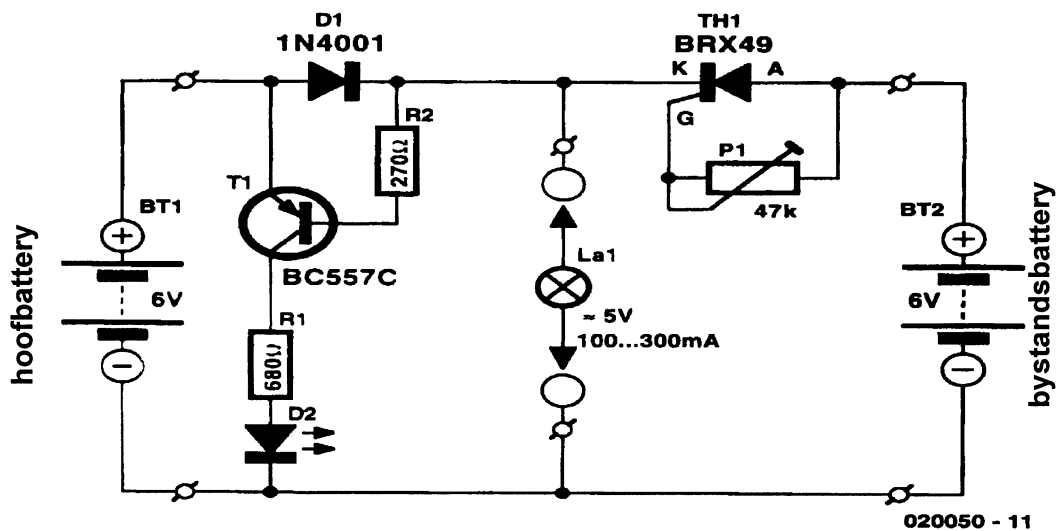 D1
1N4001
TH1
BRX49
K
A
G
R2
270Ω
P1
47k
T1
BC557C
BT1
+
6V
−
hoofbattery
R1
680Ω
D2
La1
≈ 5V
100...300mA
BT2
+
6V
−
bystandsbattery
020050 - 11